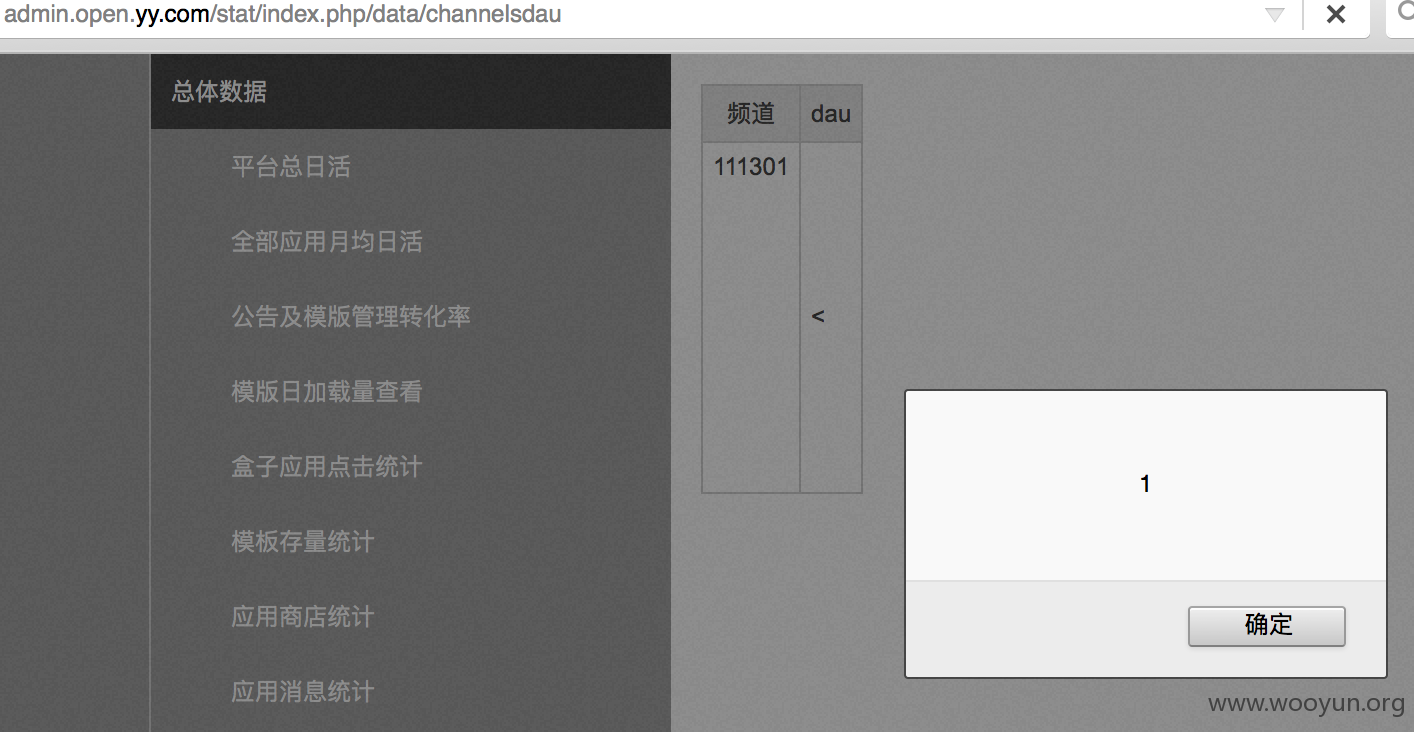 admin.open.yy.com/stat/index.php/data/channelsdau
总体数据
平台总日活
全部应用月均日活
公告及模版管理转化率
模版日加载量查看
盒子应用点击统计
模板存量统计
应用商店统计
应用消息统计
频道 dau
111301
<
1
确定
www.wooyun.org